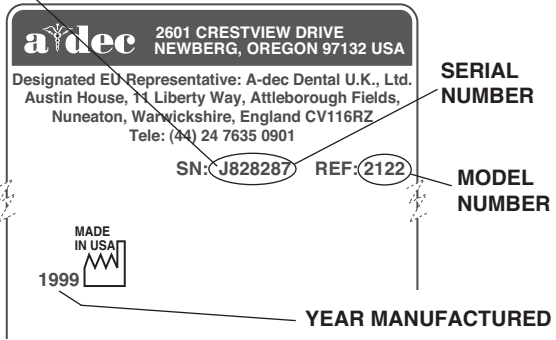 a dec
2601 CRESTVIEW DRIVE
NEWBERG, OREGON 97132 USA
Designated EU Representative: A-dec Dental U.K., Ltd.
Austin House, 11 Liberty Way, Attleborough Fields,
Nuneaton, Warwickshire, England CV116RZ
Tele: (44) 24 7635 0901
SERIAL
NUMBER
SN: J828287 REF: 2122
MODEL
NUMBER
MADE
IN USA
1999
YEAR MANUFACTURED